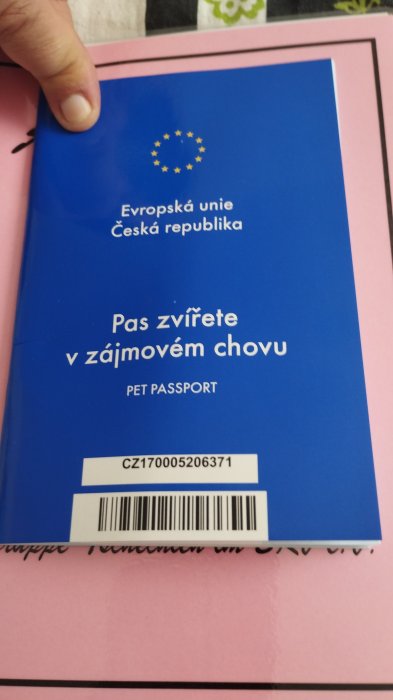 Evropská unie
Česká republika
Pas zvířete
v zájmovém chovu
PET PASSPORT
CZ170005206371